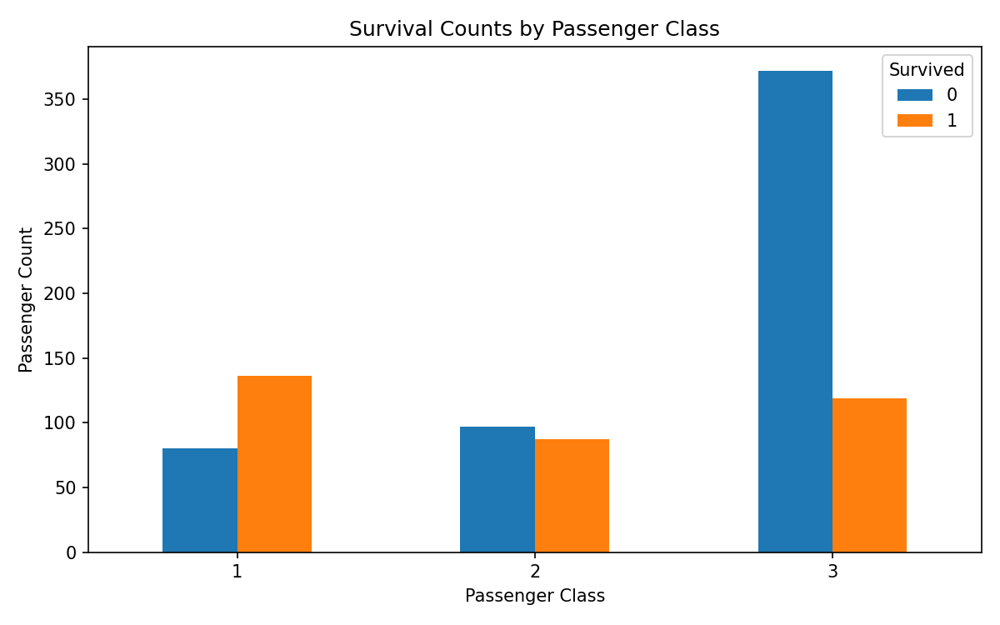 Survival Counts by Passenger Class
Survived
0
1
350
300
250
200
150
100
50
0
Passenger Count
1 2 3
Passenger Class